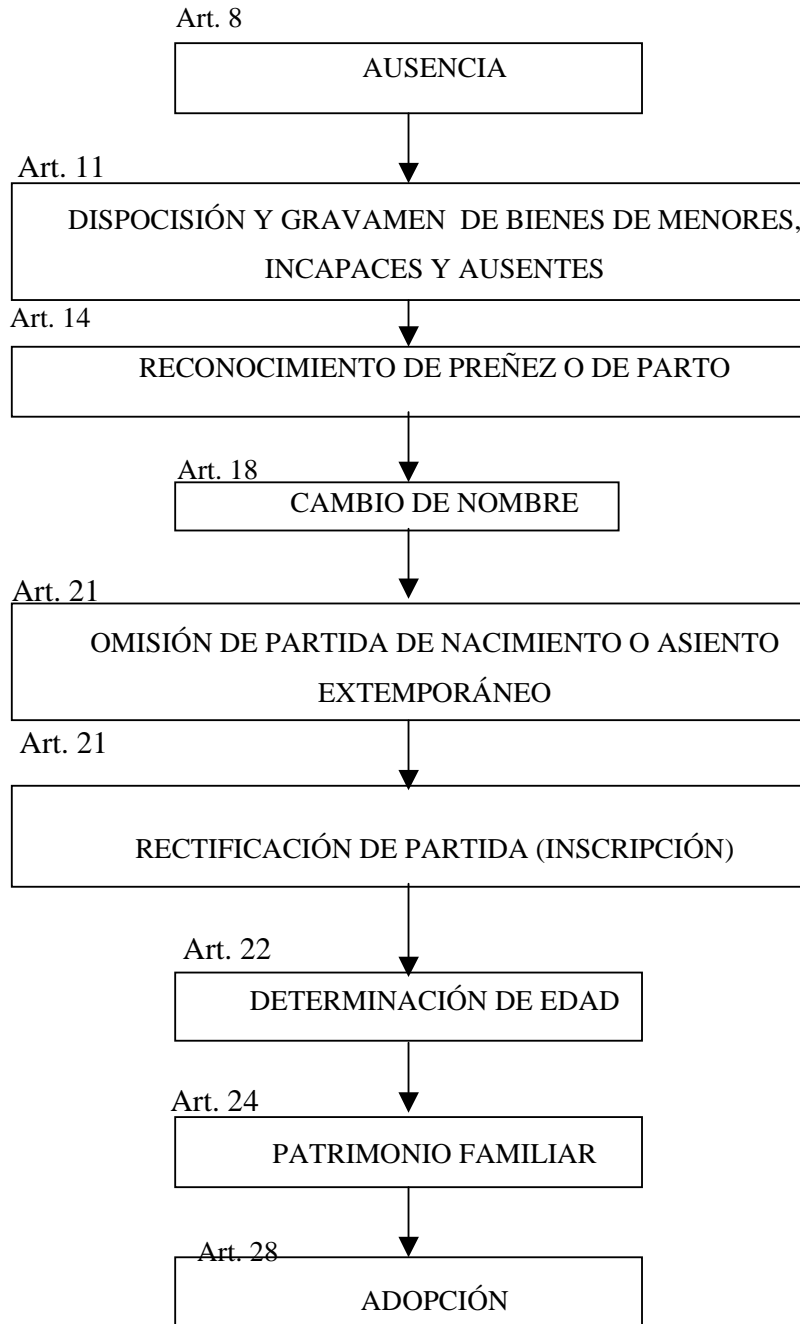 Art. 8
AUSENCIA
Art. 11
DISPOCISIÓN Y GRAVAMEN DE BIENES DE MENORES,
INCAPACES Y AUSENTES
Art. 14
RECONOCIMIENTO DE PREÑEZ O DE PARTO
Art. 18
CAMBIO DE NOMBRE
Art. 21
OMISIÓN DE PARTIDA DE NACIMIENTO O ASIENTO
EXTEMPORÁNEO
Art. 21
RECTIFICACIÓN DE PARTIDA (INSCRIPCIÓN)
Art. 22
DETERMINACIÓN DE EDAD
Art. 24
PATRIMONIO FAMILIAR
Art. 28
ADOPCIÓN